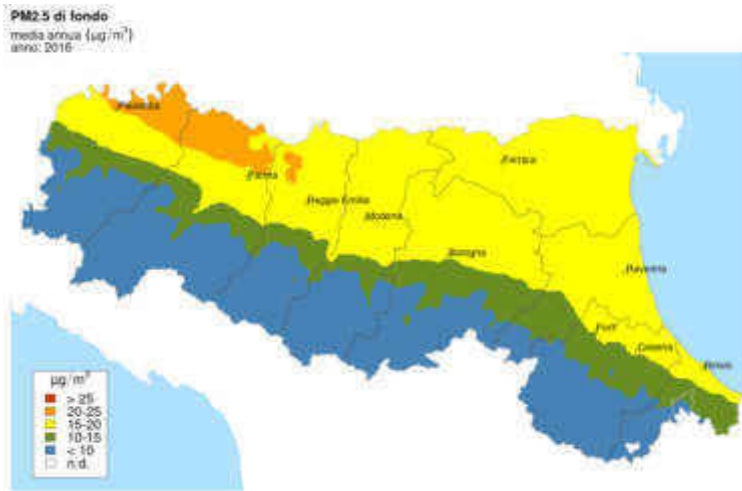 PM2.5 di fondo
media annua (µg/m³)
anno: 2016
Piacenza
Parma
Reggio Emilia
Modena
Ferrara
Bologna
Ravenna
Forlì
Cesena
Rimini
µg/m³
> 25
20-25
15-20
10-15
< 10
n.d.